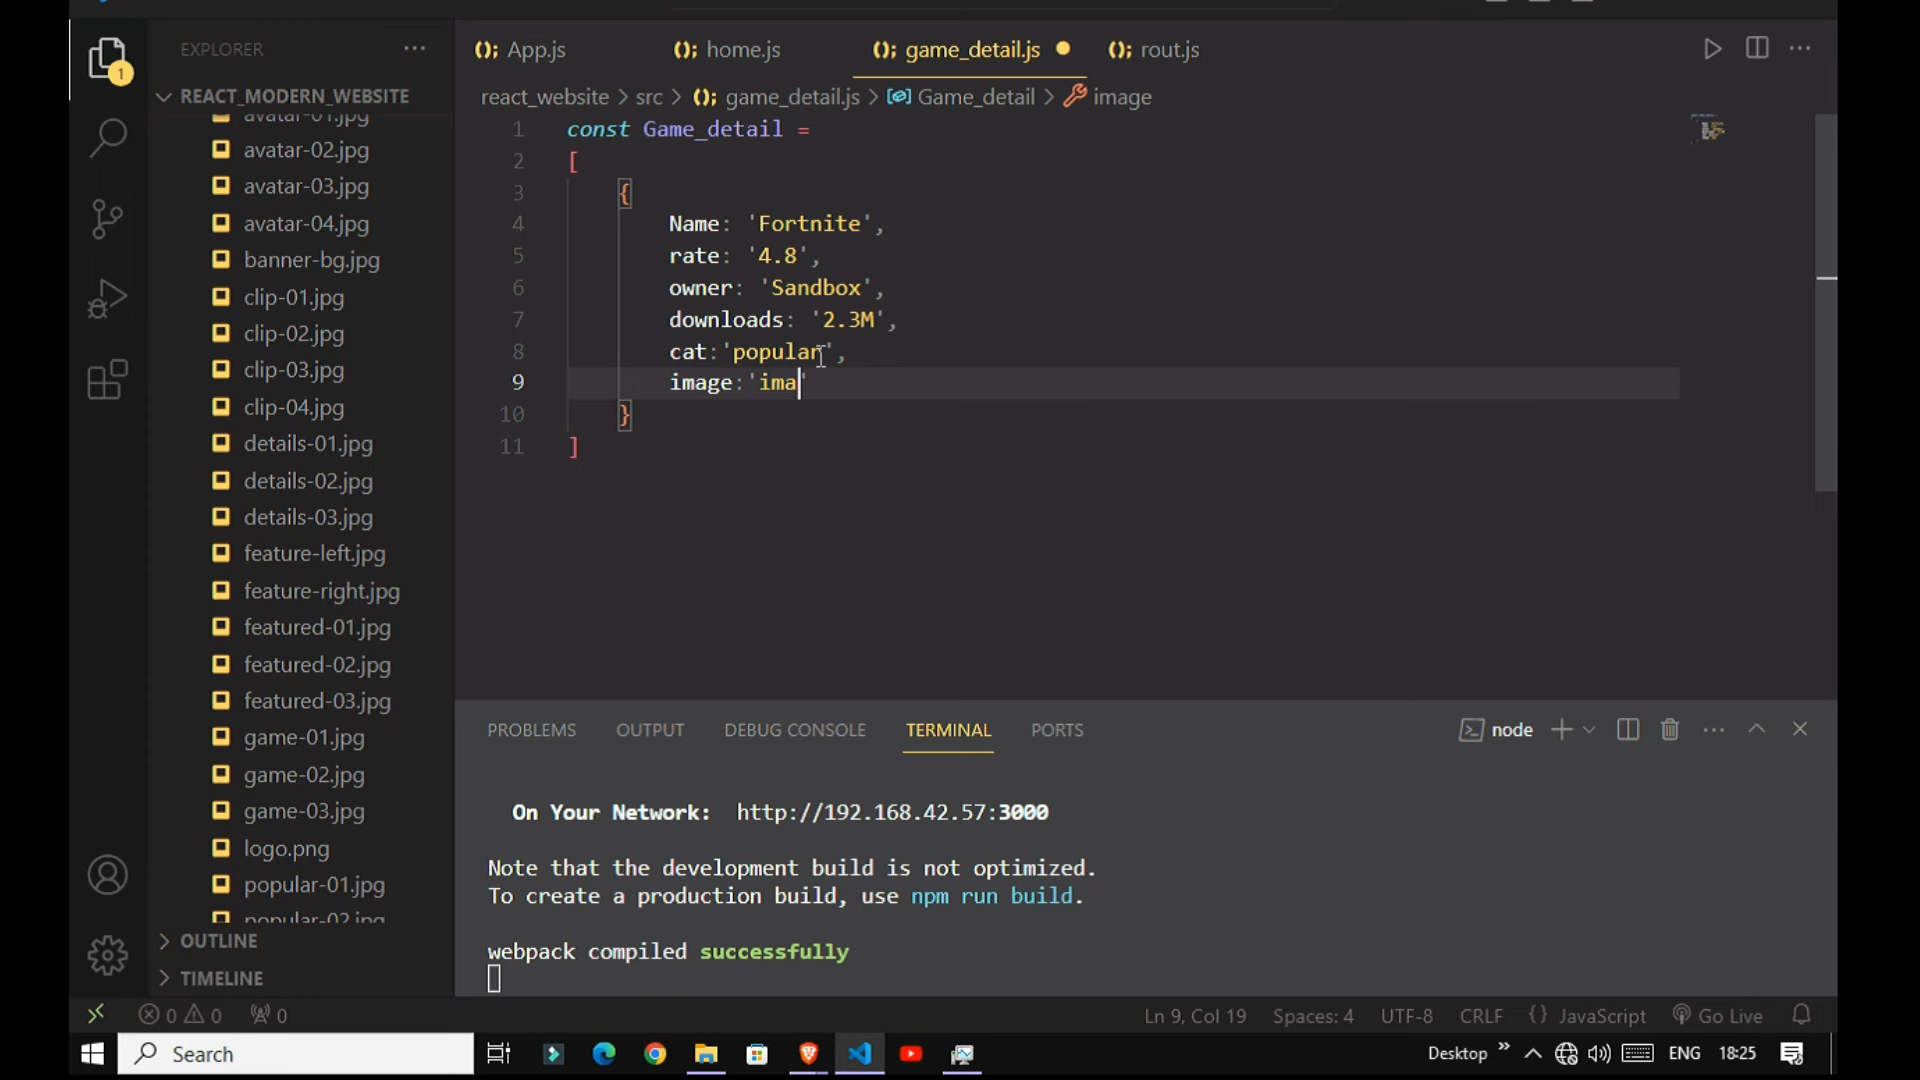 EXPLORER
REACT_MODERN_WEBSITE
avatar-01.jpg
avatar-02.jpg
avatar-03.jpg
avatar-04.jpg
banner-bg.jpg
clip-01.jpg
clip-02.jpg
clip-03.jpg
clip-04.jpg
details-01.jpg
details-02.jpg
details-03.jpg
feature-left.jpg
feature-right.jpg
featured-01.jpg
featured-02.jpg
featured-03.jpg
game-01.jpg
game-02.jpg
game-03.jpg
logo.png
popular-01.jpg
popular-02.jpg
OUTLINE
TIMELINE
App.js home.js game_detail.js rout.js
react_website > src > game_detail.js > Game_detail > image
1 const Game_detail =
2 [
3 {
4 Name: 'Fortnite',
5 rate: '4.8',
6 owner: 'Sandbox',
7 downloads: '2.3M',
8 cat:'popular',
9 image:'ima'
10 }
11 ]
PROBLEMS OUTPUT DEBUG CONSOLE TERMINAL PORTS
node
On Your Network: http://192.168.42.57:3000
Note that the development build is not optimized.
To create a production build, use npm run build.
webpack compiled successfully
0 0 0
Ln 9, Col 19 Spaces: 4 UTF-8 CRLF {} JavaScript Go Live
1
Search
Desktop » ENG 18:25